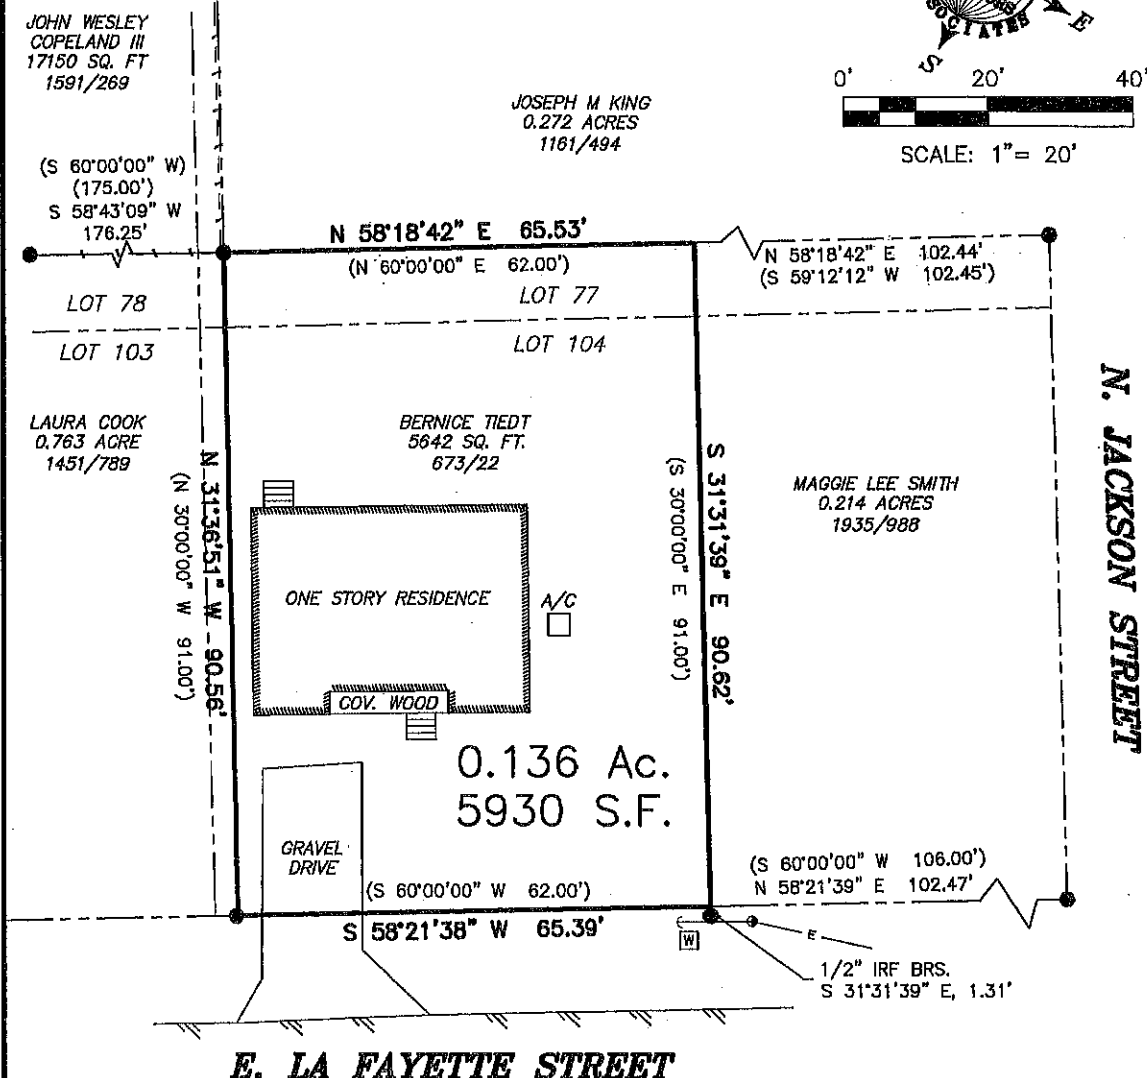 JOHN WESLEY
COPELAND III
17150 SQ. FT
1591/269
OCIATES
E
S
0' 20' 40'
SCALE: 1"= 20'
JOSEPH M KING
0.272 ACRES
1161/494
(S 60°00'00" W)
(175.00')
S 58°43'09" W
176.25'
N 58°18'42" E 65.53'
(N 60°00'00" E 62.00')
N 58°18'42" E 102.44'
(S 59°12'12" W 102.45')
LOT 78
LOT 77
LOT 103
LOT 104
LAURA COOK
0.763 ACRE
1451/789
BERNICE TIEDT
5642 SQ. FT.
673/22
N 31°36'51" W 90.56'
(N 30°00'00" W 91.00')
S 31°31'39" E 90.62'
(S 30°00'00" E 91.00')
MAGGIE LEE SMITH
0.214 ACRES
1935/988
N. JACKSON STREET
ONE STORY RESIDENCE
A/C
COV. WOOD
0.136 Ac.
5930 S.F.
GRAVEL
DRIVE
(S 60°00'00" W 62.00')
S 58°21'38" W 65.39'
(S 60°00'00" W 106.00')
N 58°21'39" E 102.47'
W
E
1/2" IRF BRS.
S 31°31'39" E, 1.31'
E. LA FAYETTE STREET